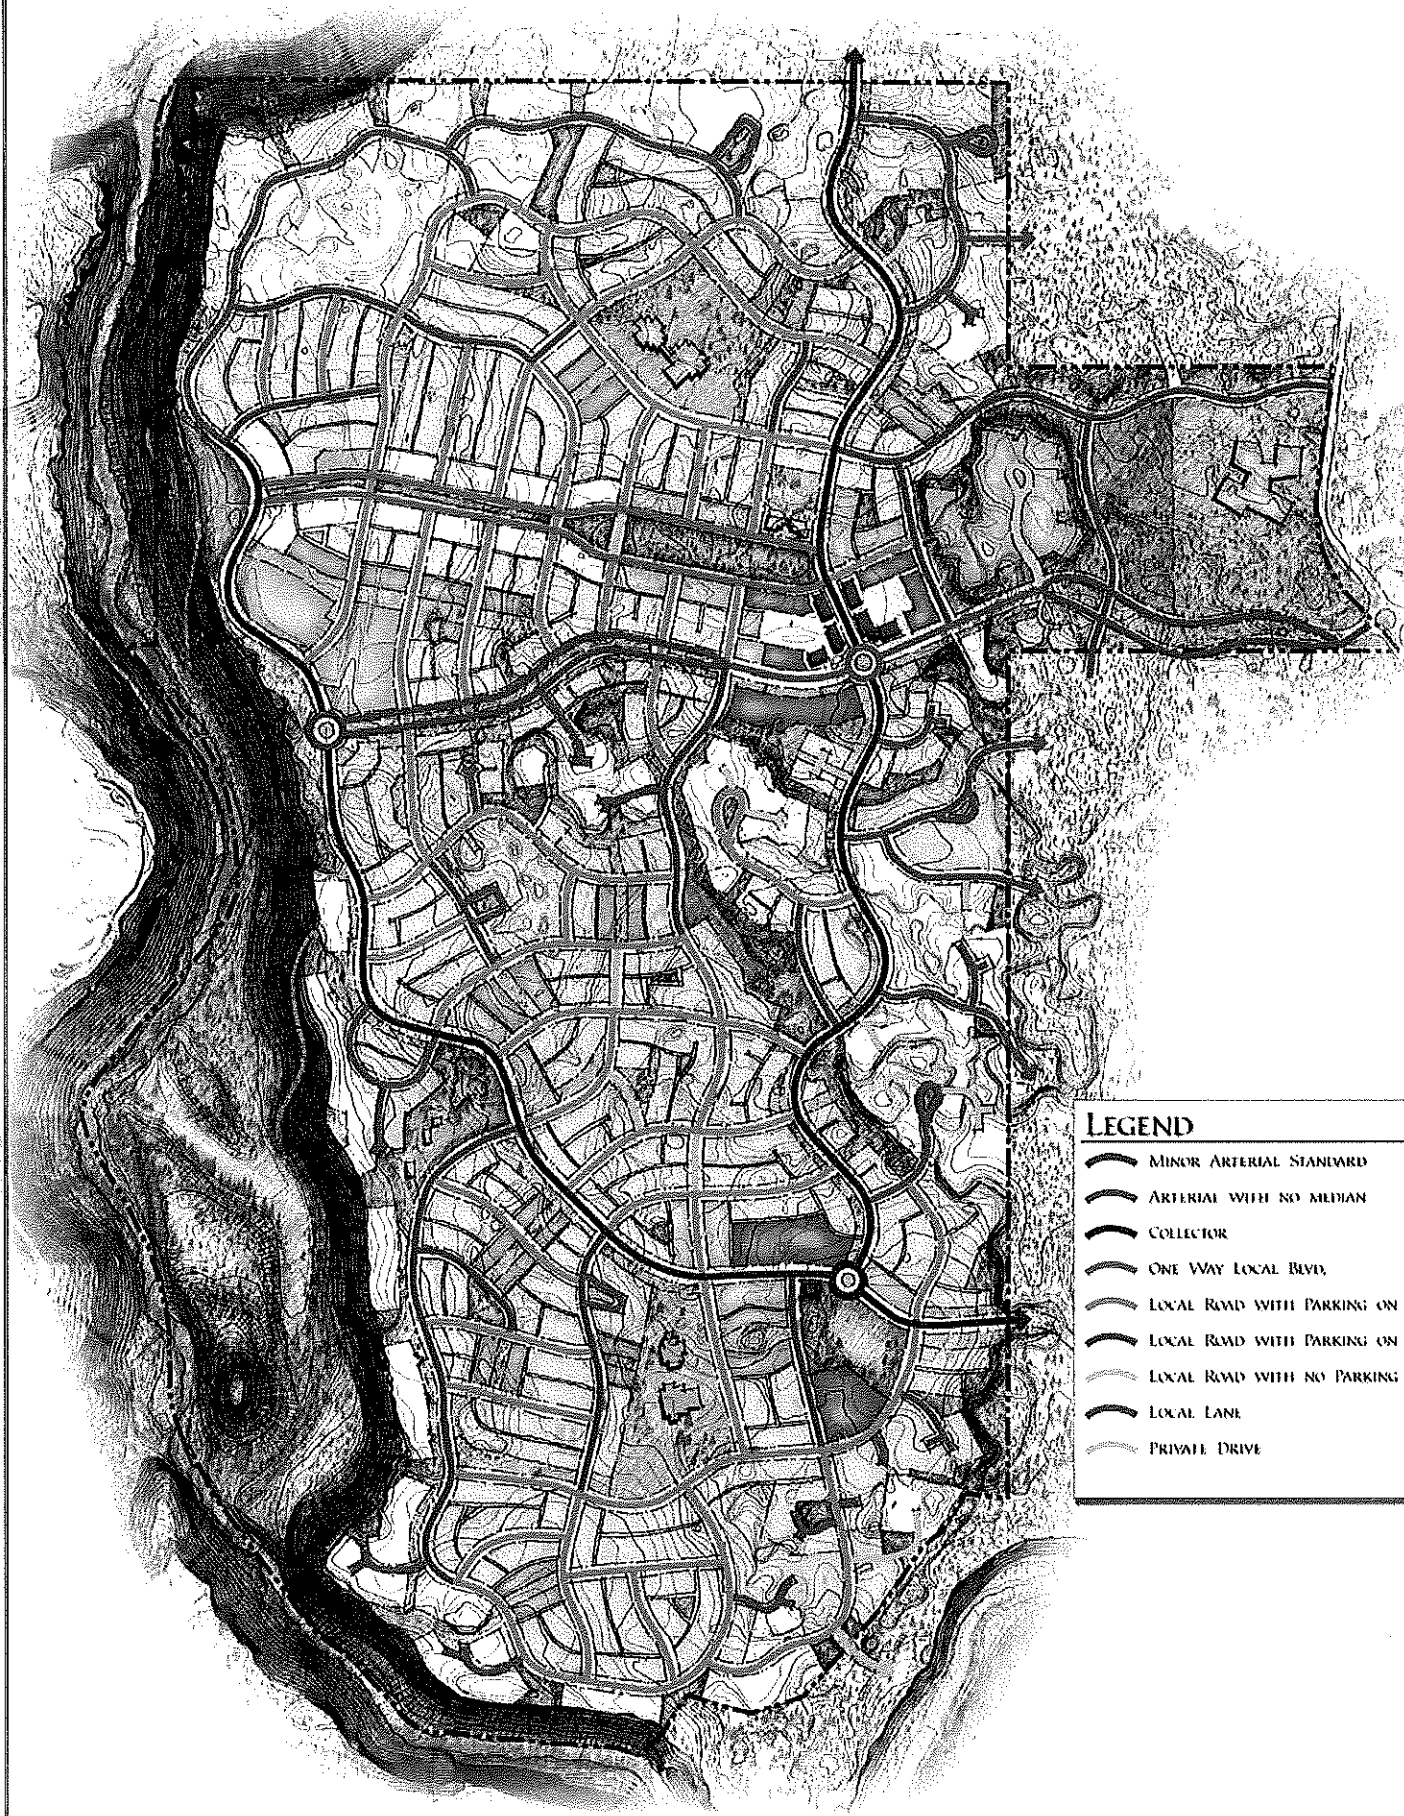 LEGEND
MINOR ARTERIAL STANDARD
ARTERIAL WITH NO MEDIAN
COLLECTOR
ONE WAY LOCAL BLVD.
LOCAL ROAD WITH PARKING ON
LOCAL ROAD WITH PARKING ON
LOCAL ROAD WITH NO PARKING
LOCAL LANE
PRIVATE DRIVE